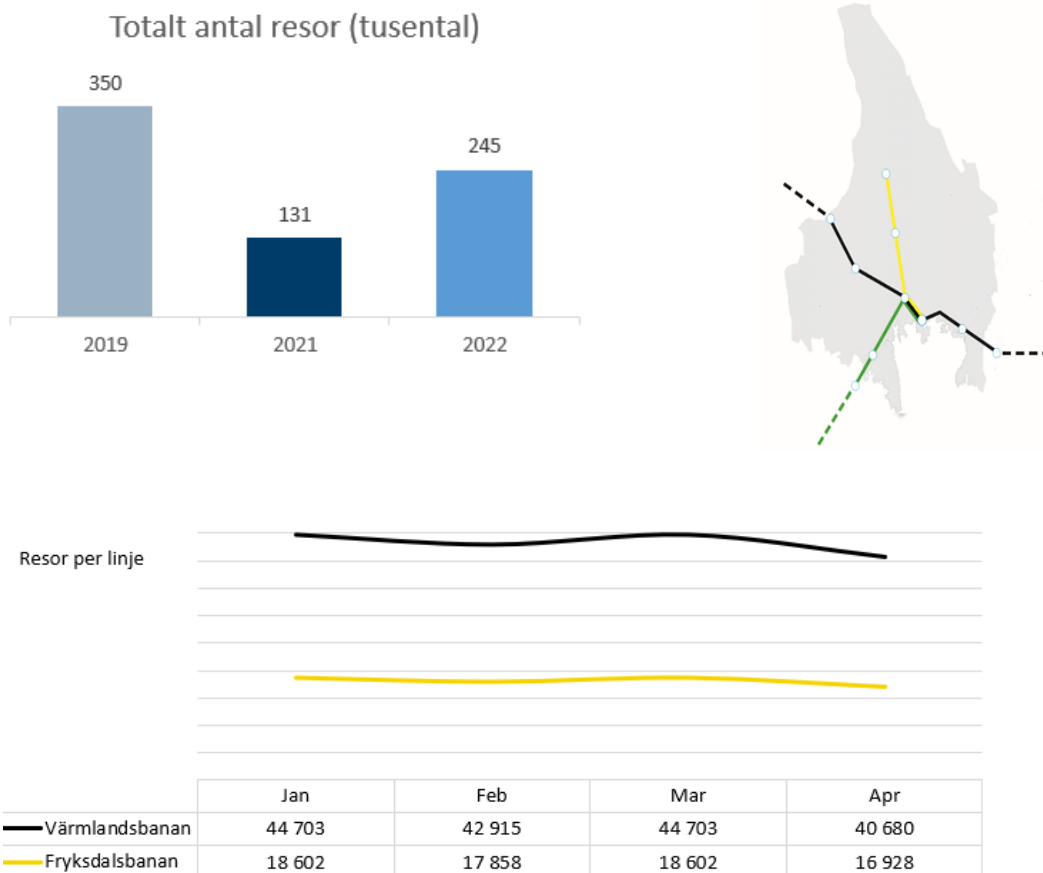 Totalt antal resor (tusental)
350
131
245
2019 2021 2022
Resor per linje
Jan Feb Mar Apr
Värmlandsbanan 44 703 42 915 44 703 40 680
Fryksdalsbanan 18 602 17 858 18 602 16 928